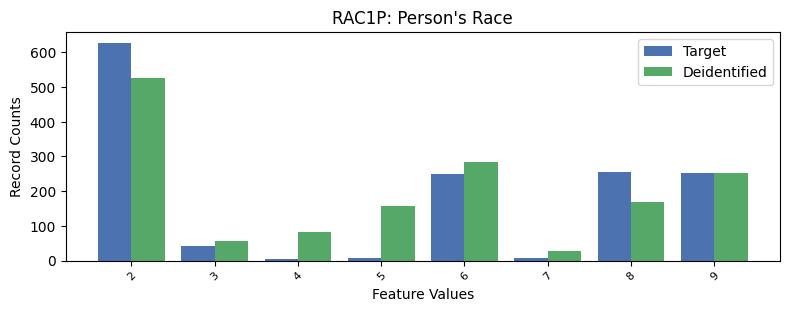 RAC1P: Person's Race
Target
Deidentified
Record Counts
600
500
400
300
200
100
0
2 3 4 5 6 7 8 9
Feature Values